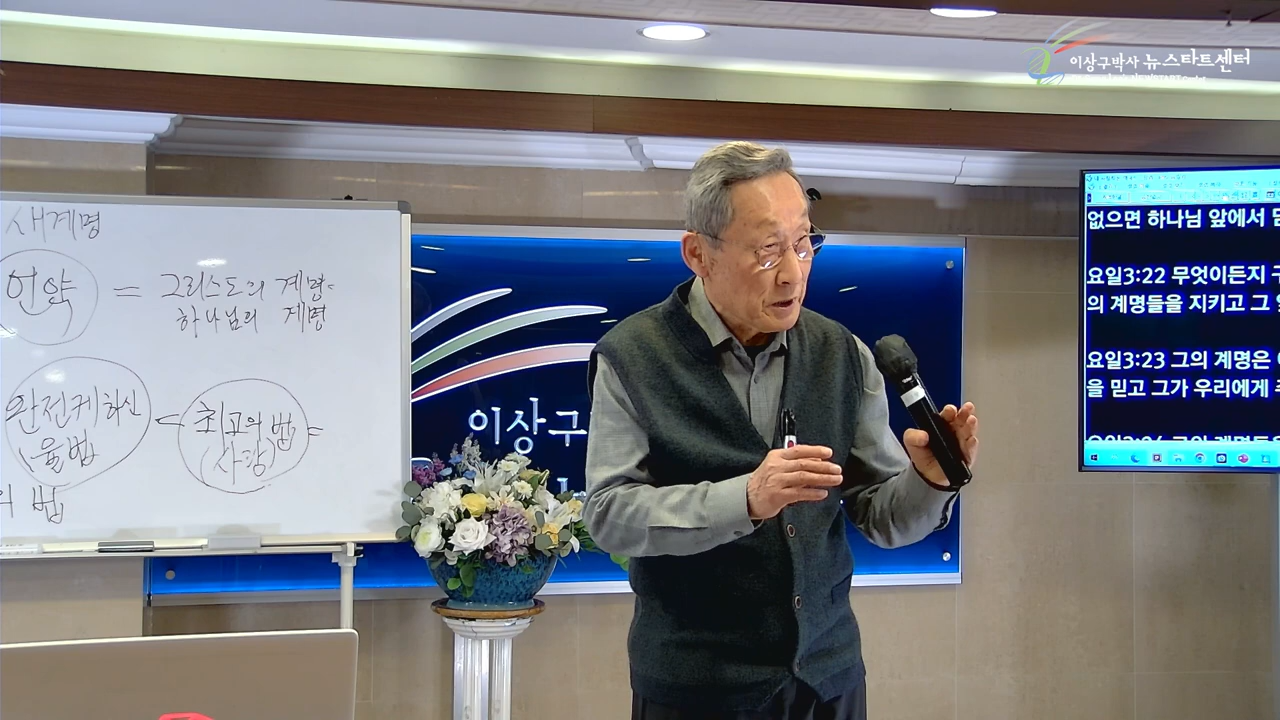 이상구박사 뉴스타트센터
새계명
언약 = 그리스도의 계명=
하나님의 계명
완전케하신 < 최고의 법 =
율법 (사랑)
의 법
이상구
없으면 하나님 앞에서
요일3:22 무엇이든지
의 계명들을 지키고 그
요일3:23 그의 계명은
을 믿고 그가 우리에게